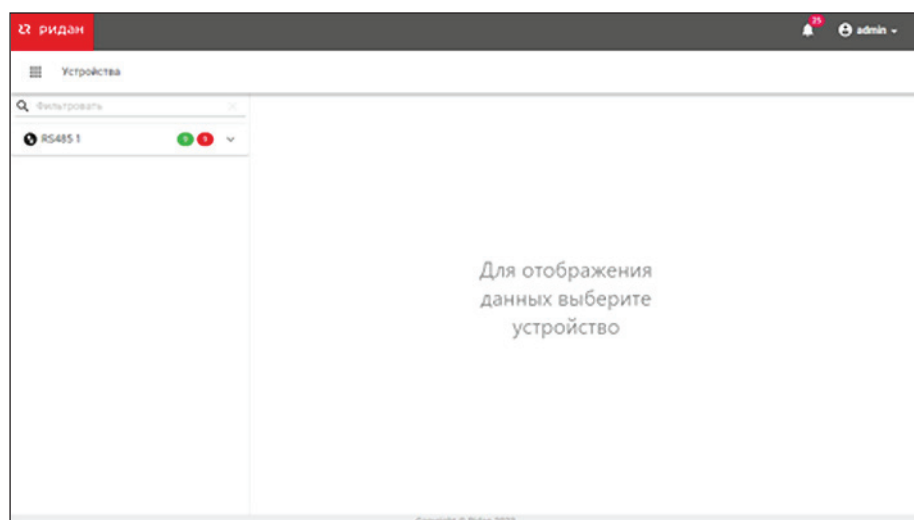 ридан
25
admin
Устройства
Фильтровать
RS485 1
Для отображения
данных выберите
устройство